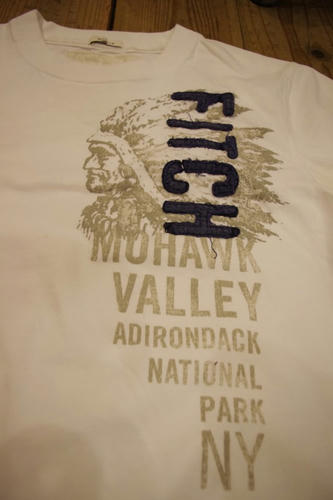 FITCH
MOHAWK
VALLEY
ADIRONDACK
NATIONAL
PARK
NY